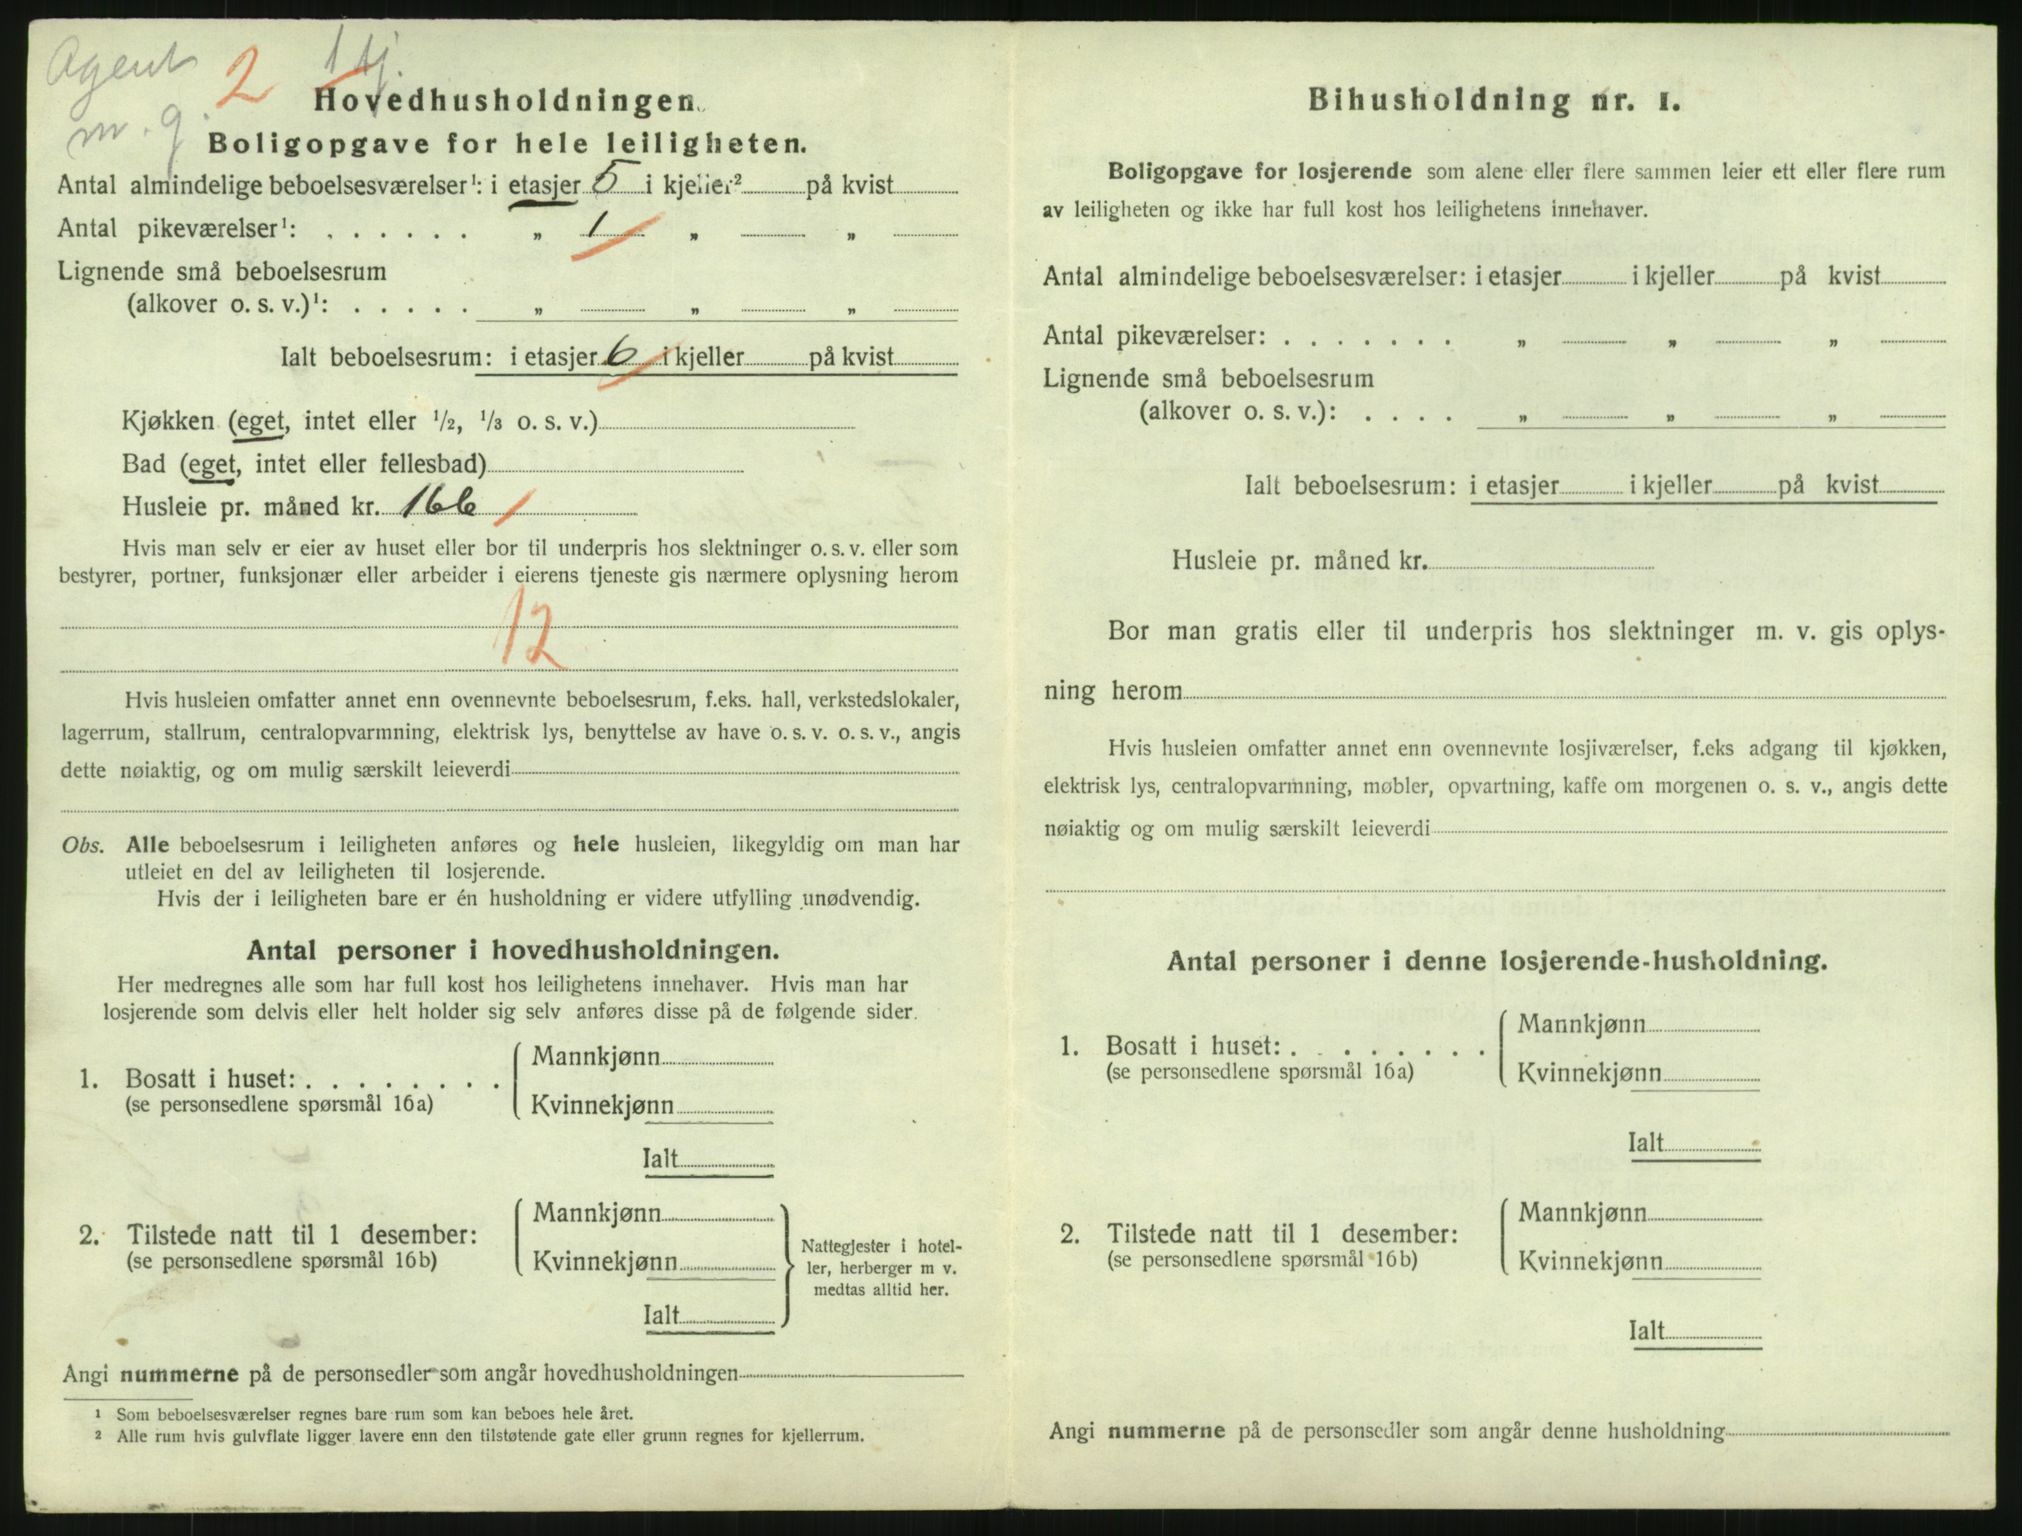 Agent
m. g.
2
1 tj.
Hovedhusholdningen.
Boligopgave for hele leiligheten.
Antal almindelige beboelsesværelser¹: i etasjer 5 i kjeller² på kvist
Antal pikeværelser¹: . . . . . . „ 1 „ „
Lignende små beboelsesrum
(alkover o. s. v.)¹: . . . . . „ „ „
Ialt beboelsesrum: i etasjer 6 i kjeller på kvist
Kjøkken (eget, intet eller 1/2, 1/3 o. s. v.)
Bad (eget, intet eller fellesbad)
Husleie pr. måned kr. 166
Hvis man selv er eier av huset eller bor til underpris hos slektninger o. s. v. eller som
bestyrer, portner, funksjonær eller arbeider i eierens tjeneste gis nærmere oplysning herom
12
Hvis husleien omfatter annet enn ovennevnte beboelsesrum, f.eks. hall, verkstedslokaler,
lagerrum, stallrum, centralopvarmning, elektrisk lys, benyttelse av have o. s. v. o. s. v., angis
dette nøiaktig, og om mulig særskilt leieverdi
Obs. Alle beboelsesrum i leiligheten anføres og hele husleien, likegyldig om man har
utleiet en del av leiligheten til losjerende.
Hvis der i leiligheten bare er én husholdning er videre utfylling unødvendig.
Antal personer i hovedhusholdningen.
Her medregnes alle som har full kost hos leilighetens innehaver. Hvis man har
losjerende som delvis eller helt holder sig selv anføres disse på de følgende sider.
1. Bosatt i huset: . . . . . . . .
(se personsedlene spørsmål 16a)
Mannkjønn
Kvinnekjønn
Ialt
2. Tilstede natt til 1 desember:
(se personsedlene spørsmål 16b)
Mannkjønn
Kvinnekjønn
Ialt
Nattegjester i hotel-
ler, herberger m v.
medtas alltid her.
Angi nummerne på de personsedler som angår hovedhusholdningen
¹ Som beboelsesværelser regnes bare rum som kan beboes hele året.
² Alle rum hvis gulvflate ligger lavere enn den tilstøtende gate eller grunn regnes for kjellerrum.
Bihusholdning nr. 1.
Boligopgave for losjerende som alene eller flere sammen leier ett eller flere rum
av leiligheten og ikke har full kost hos leilighetens innehaver.
Antal almindelige beboelsesværelser: i etasjer i kjeller på kvist
Antal pikeværelser: . . . . . . . „ „ „
Lignende små beboelsesrum
(alkover o. s. v.): . . . . „ „ „
Ialt beboelsesrum: i etasjer i kjeller på kvist
Husleie pr. måned kr.
Bor man gratis eller til underpris hos slektninger m. v. gis oplys-
ning herom
Hvis husleien omfatter annet enn ovennevnte losjiværelser, f.eks adgang til kjøkken,
elektrisk lys, centralopvarmning, møbler, opvartning, kaffe om morgenen o. s. v., angis dette
nøiaktig og om mulig særskilt leieverdi
Antal personer i denne losjerende-husholdning.
1. Bosatt i huset: . . . . . . . .
(se personsedlene spørsmål 16a)
Mannkjønn
Kvinnekjønn
Ialt
2. Tilstede natt til 1 desember:
(se personsedlene spørsmål 16b)
Mannkjønn
Kvinnekjønn
Ialt
Angi nummerne på de personsedler som angår denne husholdning